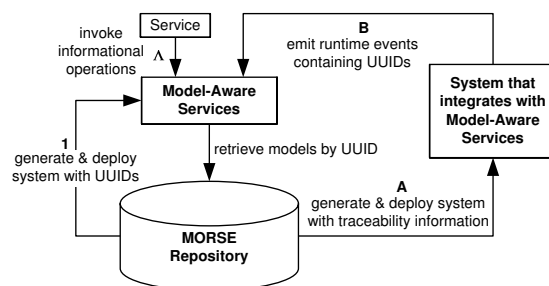 Service
invoke
informational
operations
Λ
B
emit runtime events
containing UUIDs
Model-Aware
Services
System that
integrates with
Model-Aware
Services
1
generate & deploy
system with UUIDs
retrieve models by UUID
A
generate & deploy system
with traceability information
MORSE
Repository